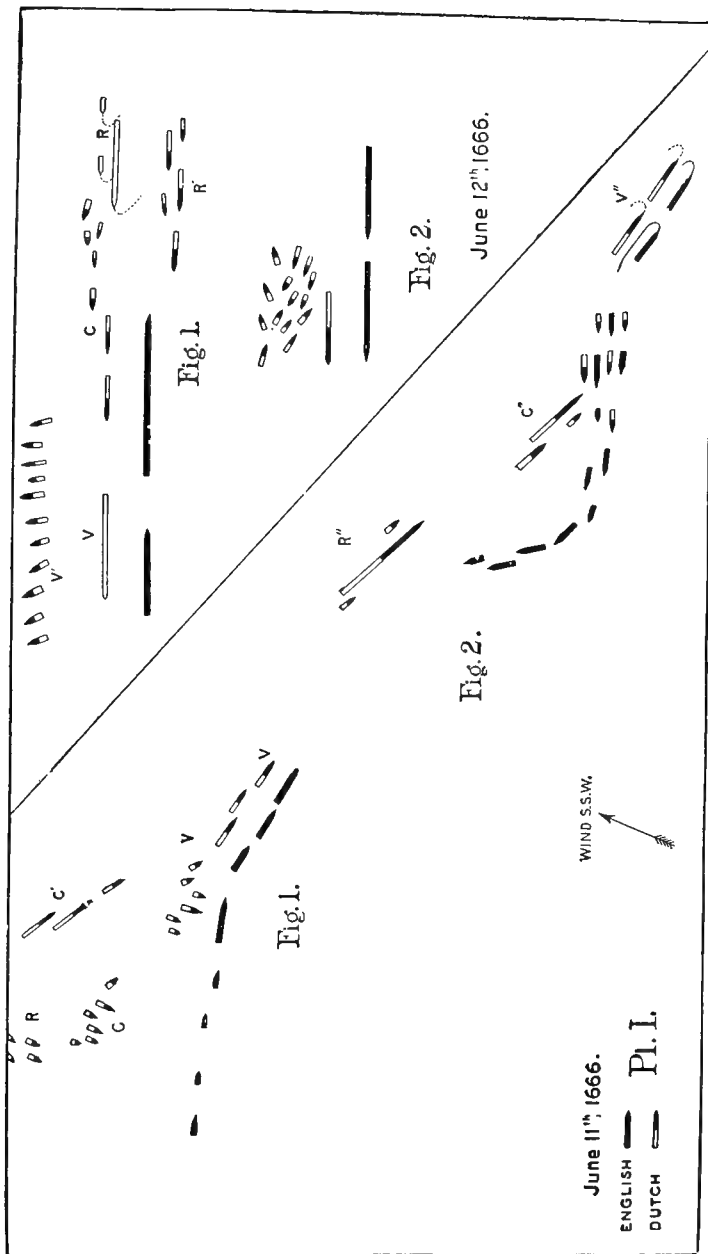 V'
V
C
R
R'
Fig. 1.
Fig. 2.
June 12th, 1666.
R
C
C'
V
V
Fig. 1.
R"
C"
V"
Fig. 2.
WIND S.S.W.
June 11th, 1666.
ENGLISH
DUTCH
Pl. I.